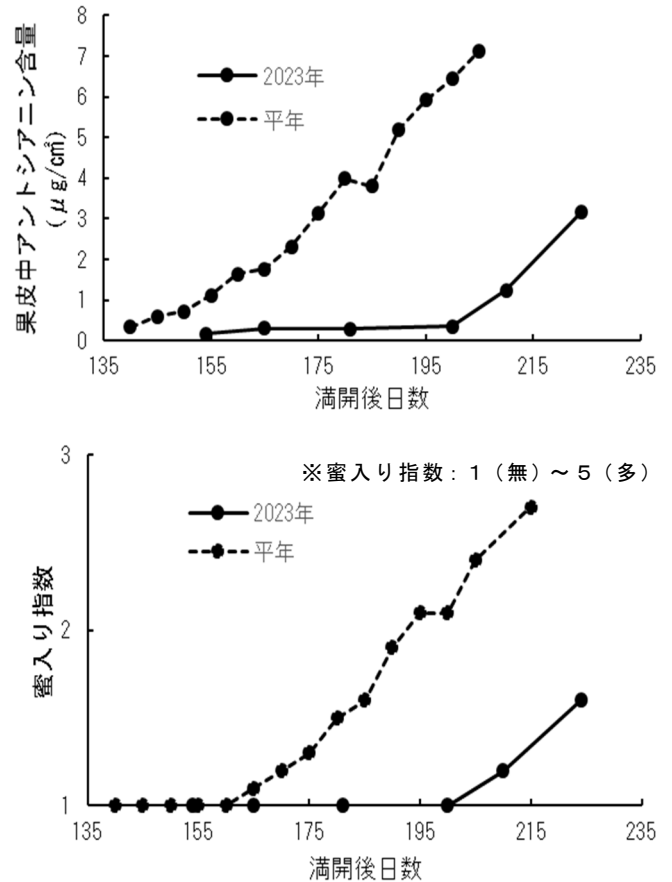 果皮中アントシアニン含量
(μg/c㎡)
8
7
6
5
4
3
2
1
0
2023年
平年
135 155 175 195 215 235
満開後日数
※蜜入り指数：１（無）～５（多）
蜜入り指数
3
2
1
2023年
平年
135 155 175 195 215 235
満開後日数